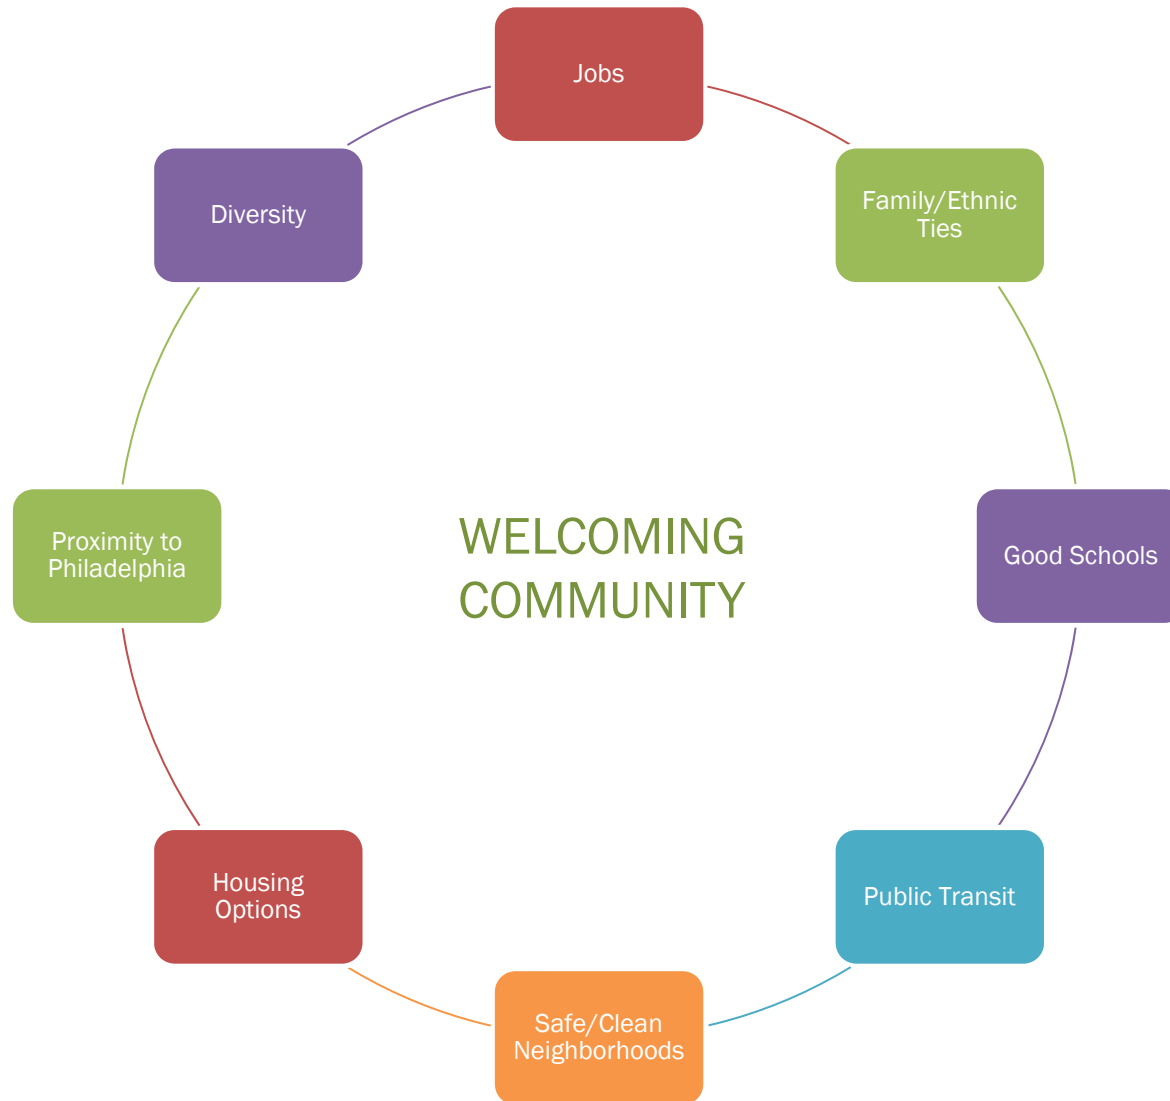 Jobs
Family/Ethnic
Ties
Good Schools
Public Transit
Safe/Clean
Neighborhoods
Housing
Options
Proximity to
Philadelphia
Diversity
WELCOMING
COMMUNITY